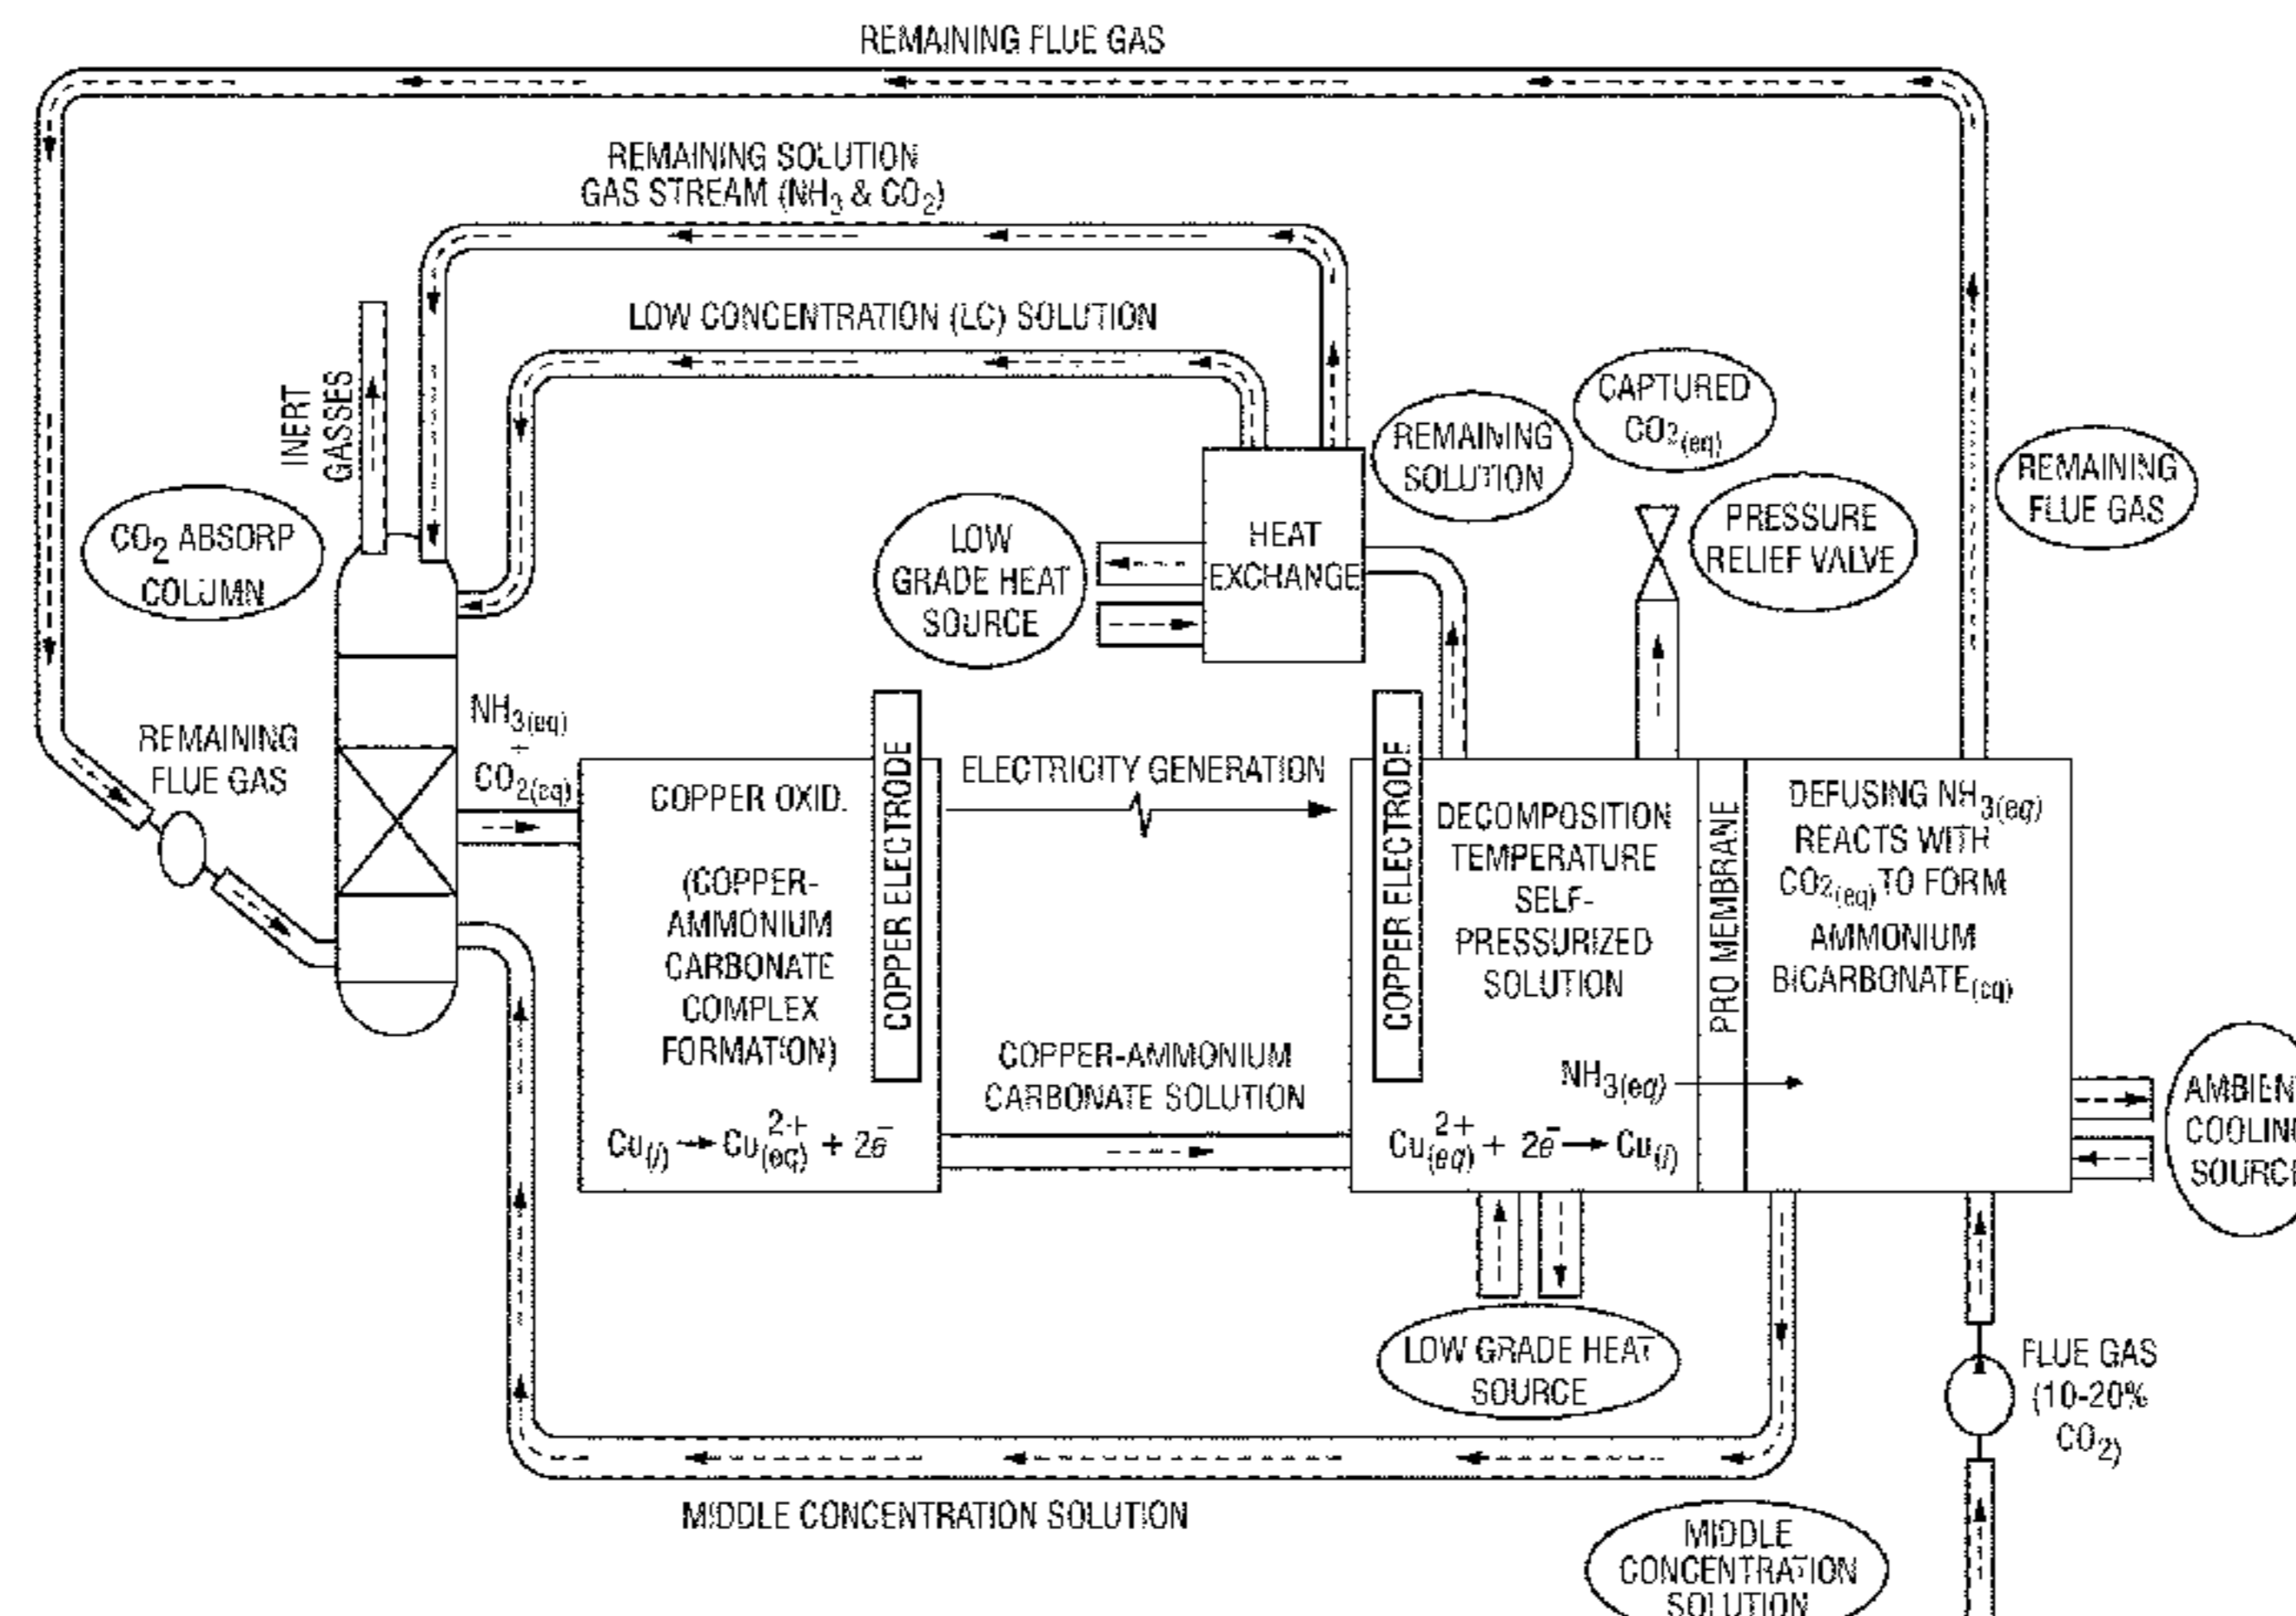 REMAINING FLUE GAS
REMAINING SOLUTION
GAS STREAM (NH3 & CO2)
LOW CONCENTRATION (LC) SOLUTION
INERT
GASSES
CO2 ABSORP
COLUMN
LOW
GRADE HEAT
SOURCE
HEAT
EXCHANGE
REMAINING
SOLUTION
CAPTURED
CO2(eq)
PRESSURE
RELIEF VALVE
REMAINING
FLUE GAS
REMAINING
FLUE GAS
NH3(eq)
+
CO2(eq)
COPPER OXID.
(COPPER-
AMMONIUM
CARBONATE
COMPLEX
FORMATION)
Cu(l) → Cu2+(eq) + 2e−
COPPER ELECTRODE
ELECTRICITY GENERATION
COPPER-AMMONIUM
CARBONATE SOLUTION
COPPER ELECTRODE
DECOMPOSITION
TEMPERATURE
SELF-
PRESSURIZED
SOLUTION
NH3(eq)
Cu2+(eq) + 2e− → Cu(l)
PRO MEMBRANE
DEFUSING NH3(eq)
REACTS WITH
CO2(eq) TO FORM
AMMONIUM
BICARBONATE(eq)
AMBIEN
COOLING
SOURCE
LOW GRADE HEAT
SOURCE
FLUE GAS
(10-20%
CO2)
MIDDLE CONCENTRATION SOLUTION
MIDDLE
CONCENTRATION
SOLUTION